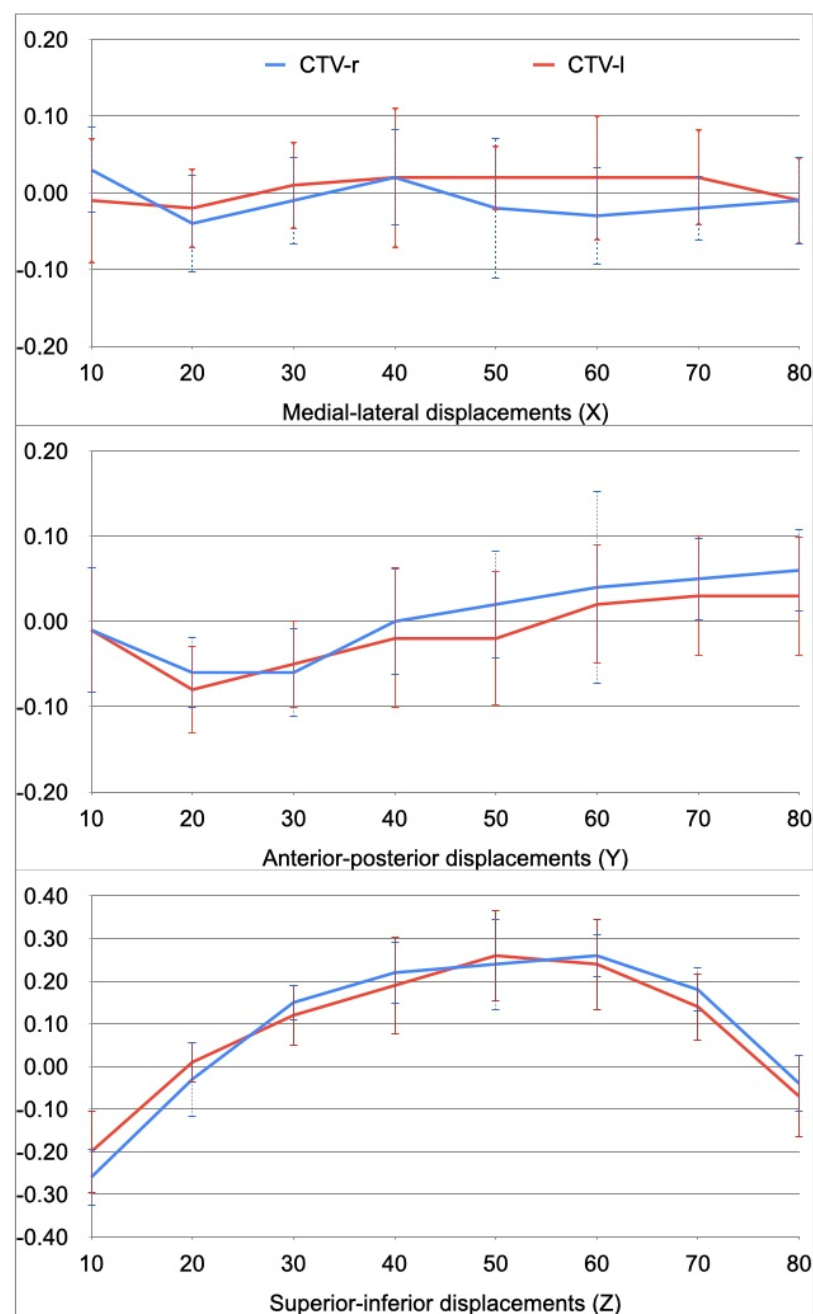 0.20
CTV-r CTV-l
0.10
0.00
-0.10
-0.20
10 20 30 40 50 60 70 80
Medial-lateral displacements (X)
0.20
0.10
0.00
-0.10
-0.20
10 20 30 40 50 60 70 80
Anterior-posterior displacements (Y)
0.40
0.30
0.20
0.10
0.00
-0.10
-0.20
-0.30
-0.40
10 20 30 40 50 60 70 80
Superior-inferior displacements (Z)